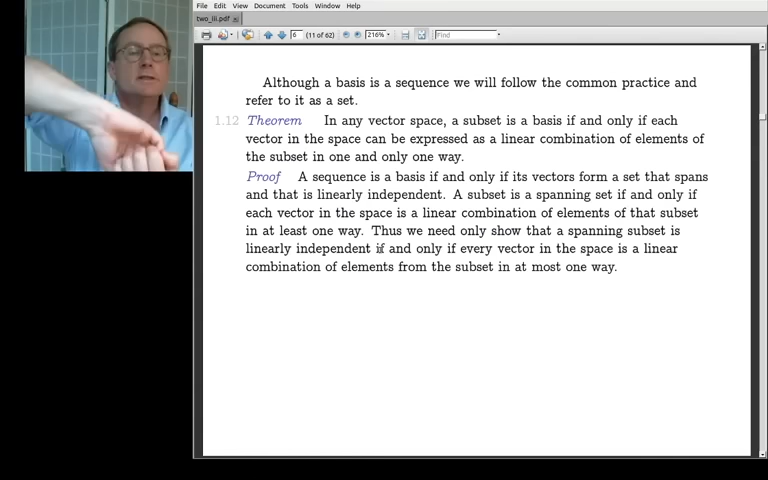 File Edit View Document Tools Window Help
two_iii.pdf
6 (11 of 62) 216% Find
Although a basis is a sequence we will follow the common practice and
refer to it as a set.
1.12 Theorem In any vector space, a subset is a basis if and only if each
vector in the space can be expressed as a linear combination of elements of
the subset in one and only one way.
Proof A sequence is a basis if and only if its vectors form a set that spans
and that is linearly independent. A subset is a spanning set if and only if
each vector in the space is a linear combination of elements of that subset
in at least one way. Thus we need only show that a spanning subset is
linearly independent if and only if every vector in the space is a linear
combination of elements from the subset in at most one way.